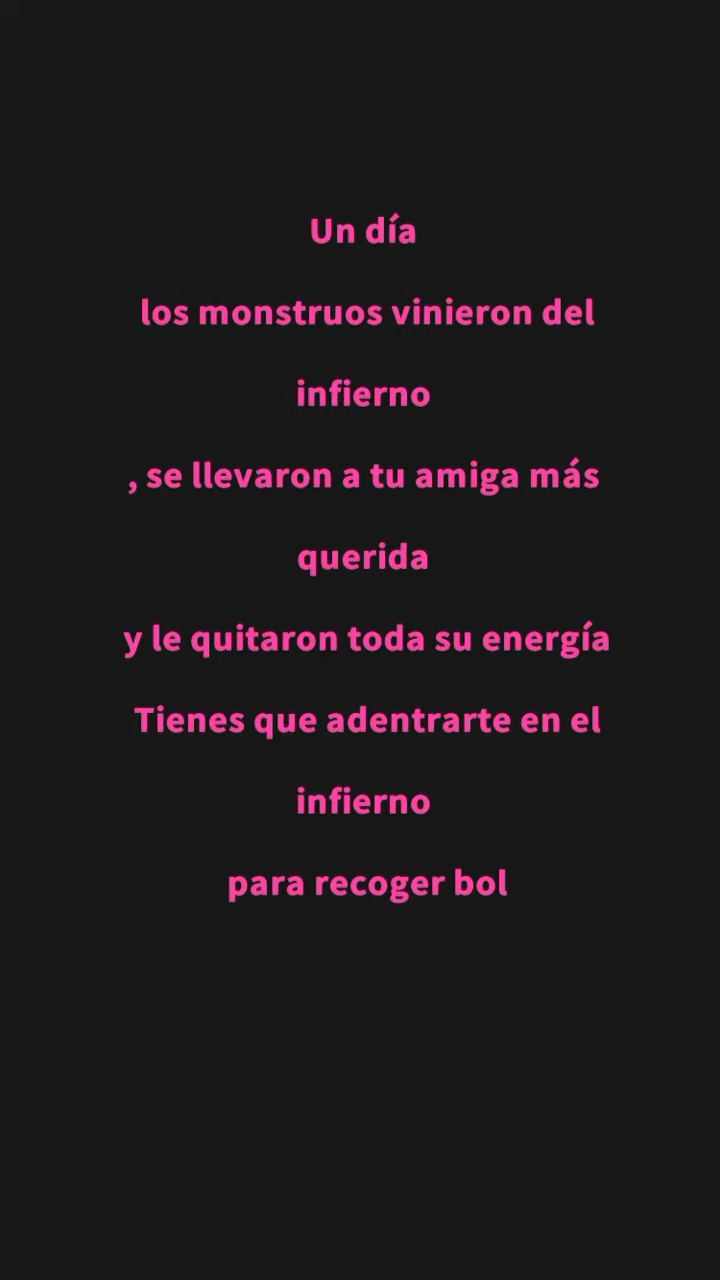 Un día
los monstruos vinieron del
infierno
, se llevaron a tu amiga más
querida
y le quitaron toda su energía
Tienes que adentrarte en el
infierno
para recoger bol